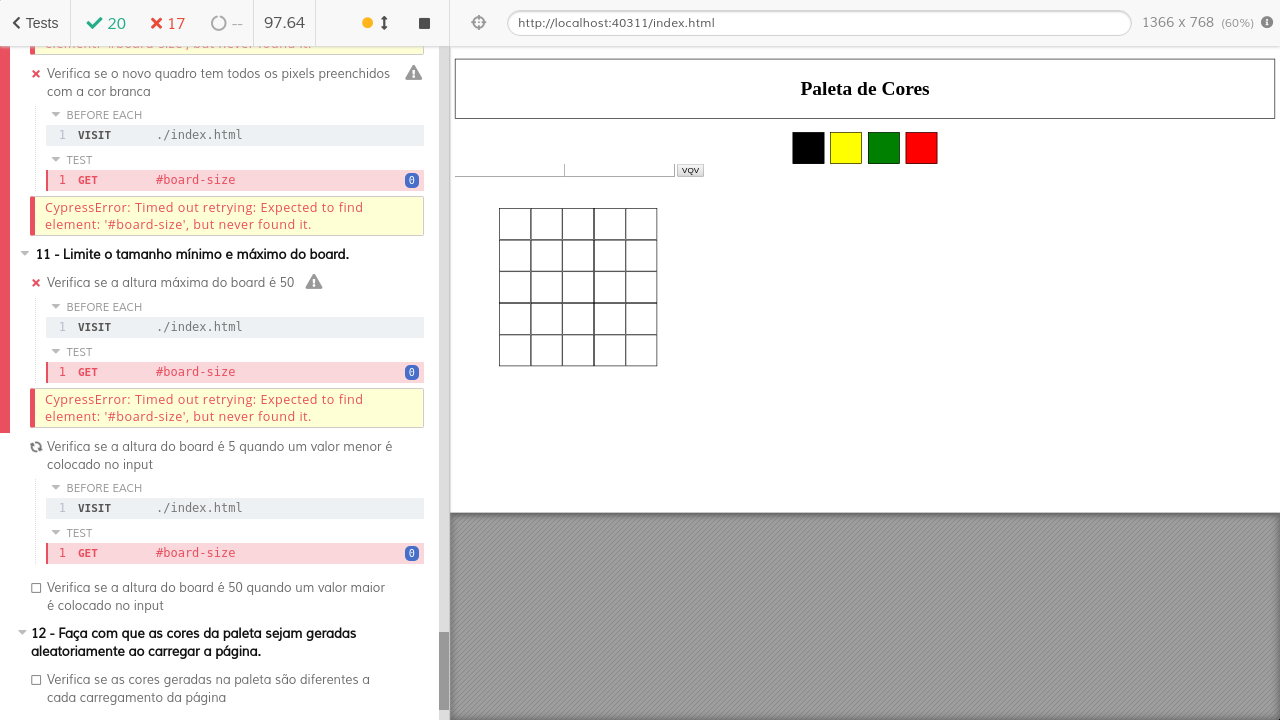 Tests
20
17
--
97.64
http://localhost:40311/index.html
1366 x 768 (60%)
element: '#board-size', but never found it.
Verifica se o novo quadro tem todos os pixels preenchidos
com a cor branca
BEFORE EACH
1 VISIT ./index.html
TEST
1 GET #board-size 0
CypressError: Timed out retrying: Expected to find
element: '#board-size', but never found it.
11 - Limite o tamanho mínimo e máximo do board.
Verifica se a altura máxima do board é 50
BEFORE EACH
1 VISIT ./index.html
TEST
1 GET #board-size 0
CypressError: Timed out retrying: Expected to find
element: '#board-size', but never found it.
Verifica se a altura do board é 5 quando um valor menor é
colocado no input
BEFORE EACH
1 VISIT ./index.html
TEST
1 GET #board-size 0
Verifica se a altura do board é 50 quando um valor maior
é colocado no input
12 - Faça com que as cores da paleta sejam geradas
aleatoriamente ao carregar a página.
Verifica se as cores geradas na paleta são diferentes a
cada carregamento da página
Paleta de Cores
VQV